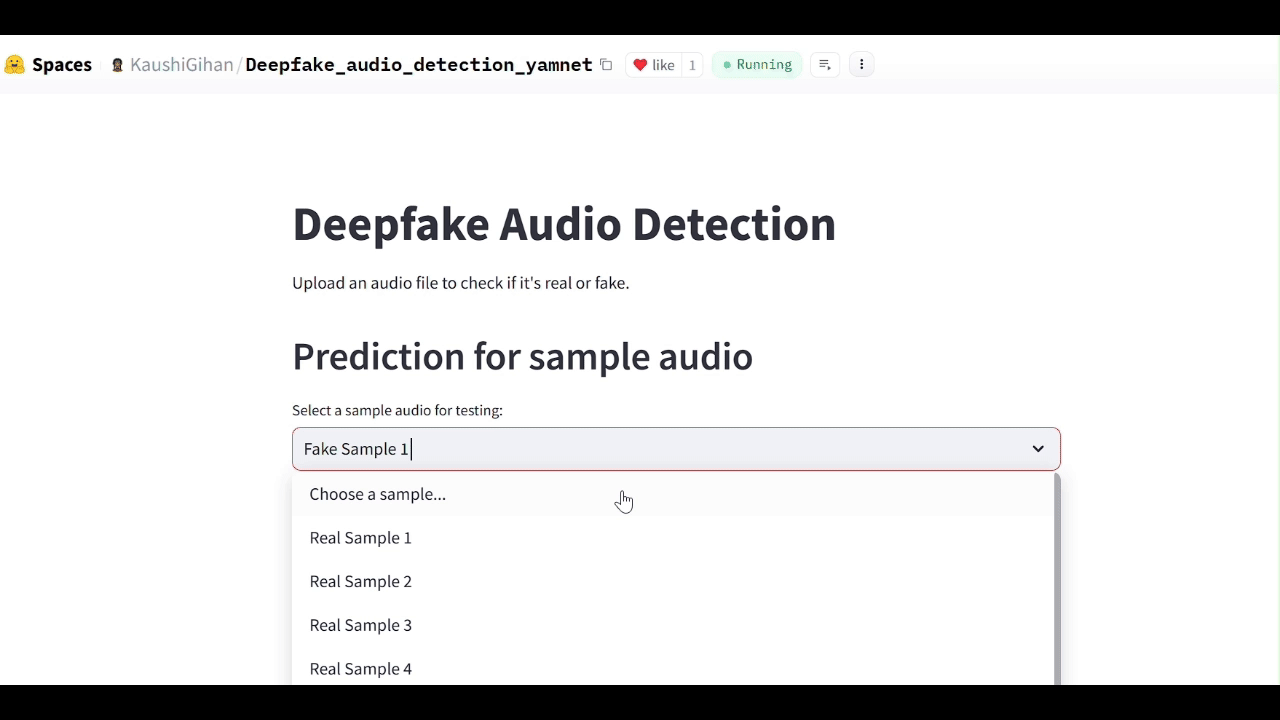 Spaces KaushiGihan/Deepfake_audio_detection_yamnet like 1 Running
Deepfake Audio Detection
Upload an audio file to check if it's real or fake.
Prediction for sample audio
Select a sample audio for testing:
Fake Sample 1
Choose a sample...
Real Sample 1
Real Sample 2
Real Sample 3
Real Sample 4